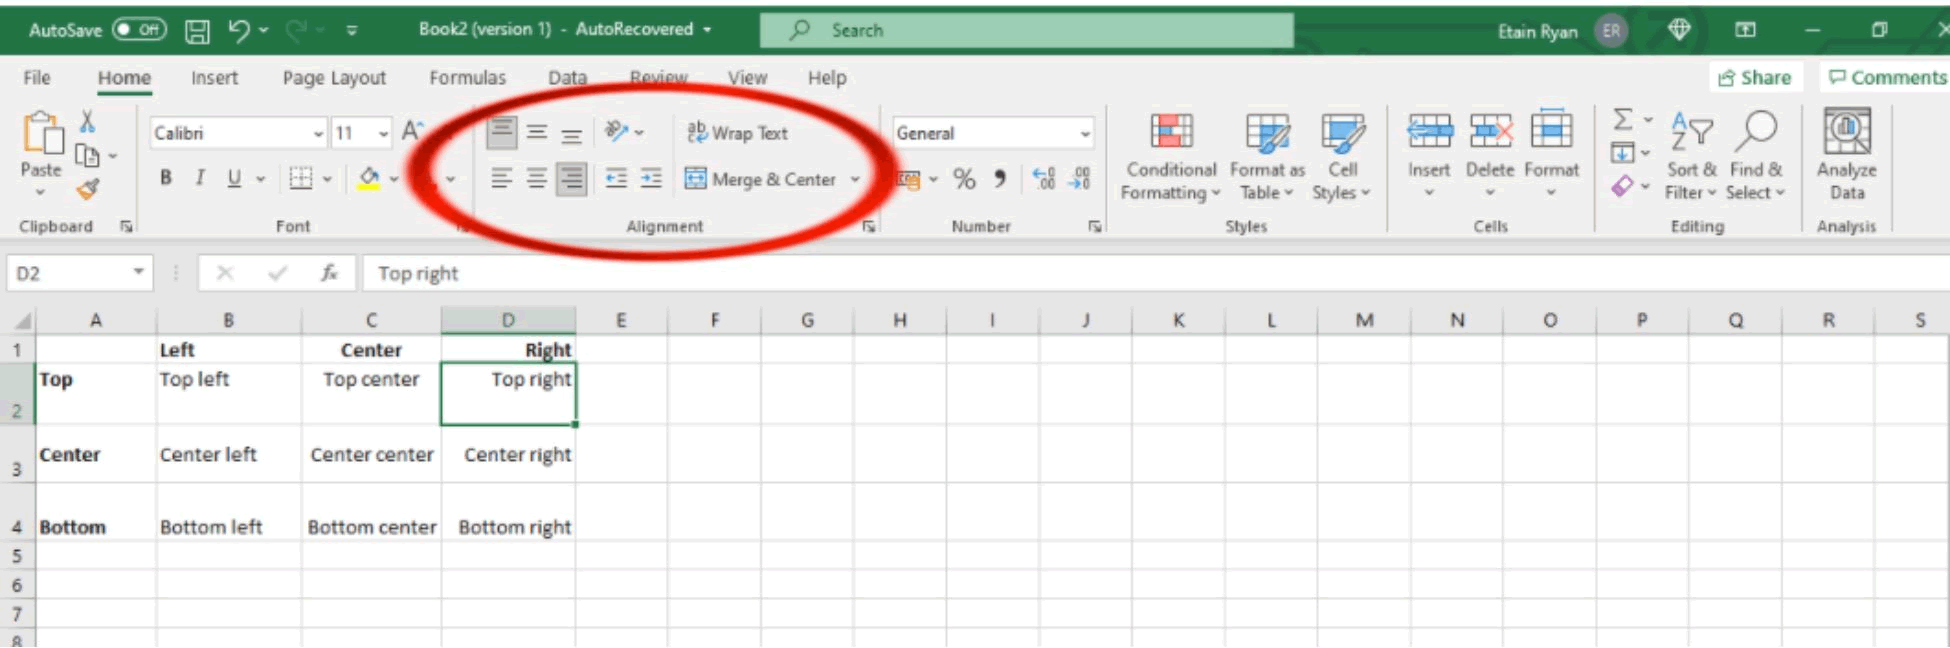 AutoSave Off Book2 (version 1) - AutoRecovered Search Etain Ryan ER
File Home Insert Page Layout Formulas Data Review View Help Share Comments
Paste
Clipboard
Calibri 11 A
B I U
Font
ab Wrap Text
Merge & Center
Alignment
General
% .00
Number
Conditional Formatting
Format as Table
Cell Styles
Styles
Insert Delete Format
Cells
Sort & Filter
Find & Select
Editing
Analyze Data
Analysis
D2 fx Top right
A B C D E F G H I J K L M N O P Q R S
1 Left Center Right
2 Top Top left Top center Top right
3 Center Center left Center center Center right
4 Bottom Bottom left Bottom center Bottom right
5
6
7
8